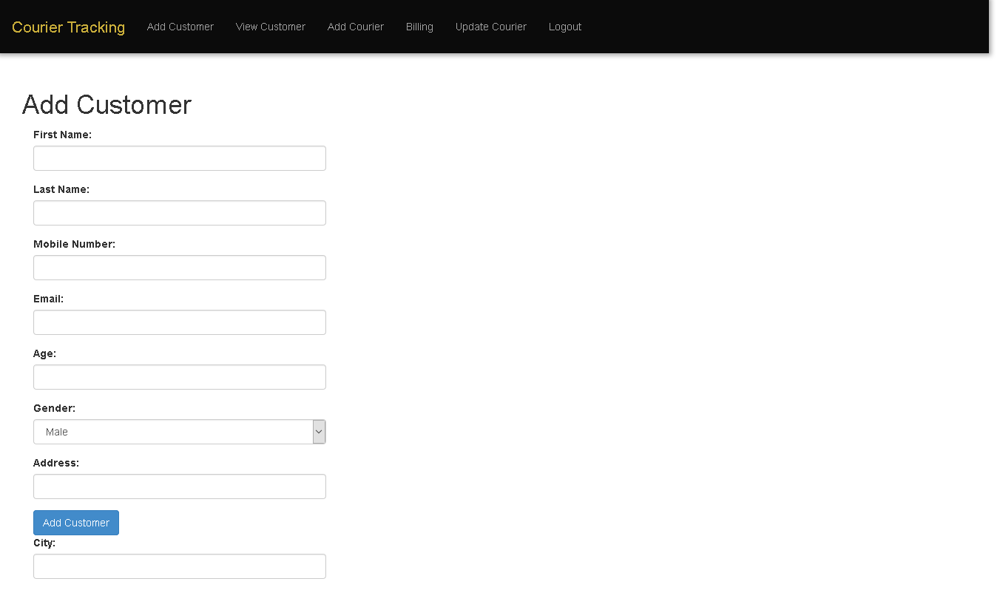 Courier Tracking Add Customer View Customer Add Courier Billing Update Courier Logout
Add Customer
First Name:
Last Name:
Mobile Number:
Email:
Age:
Gender:
Male
Address:
Add Customer
City: